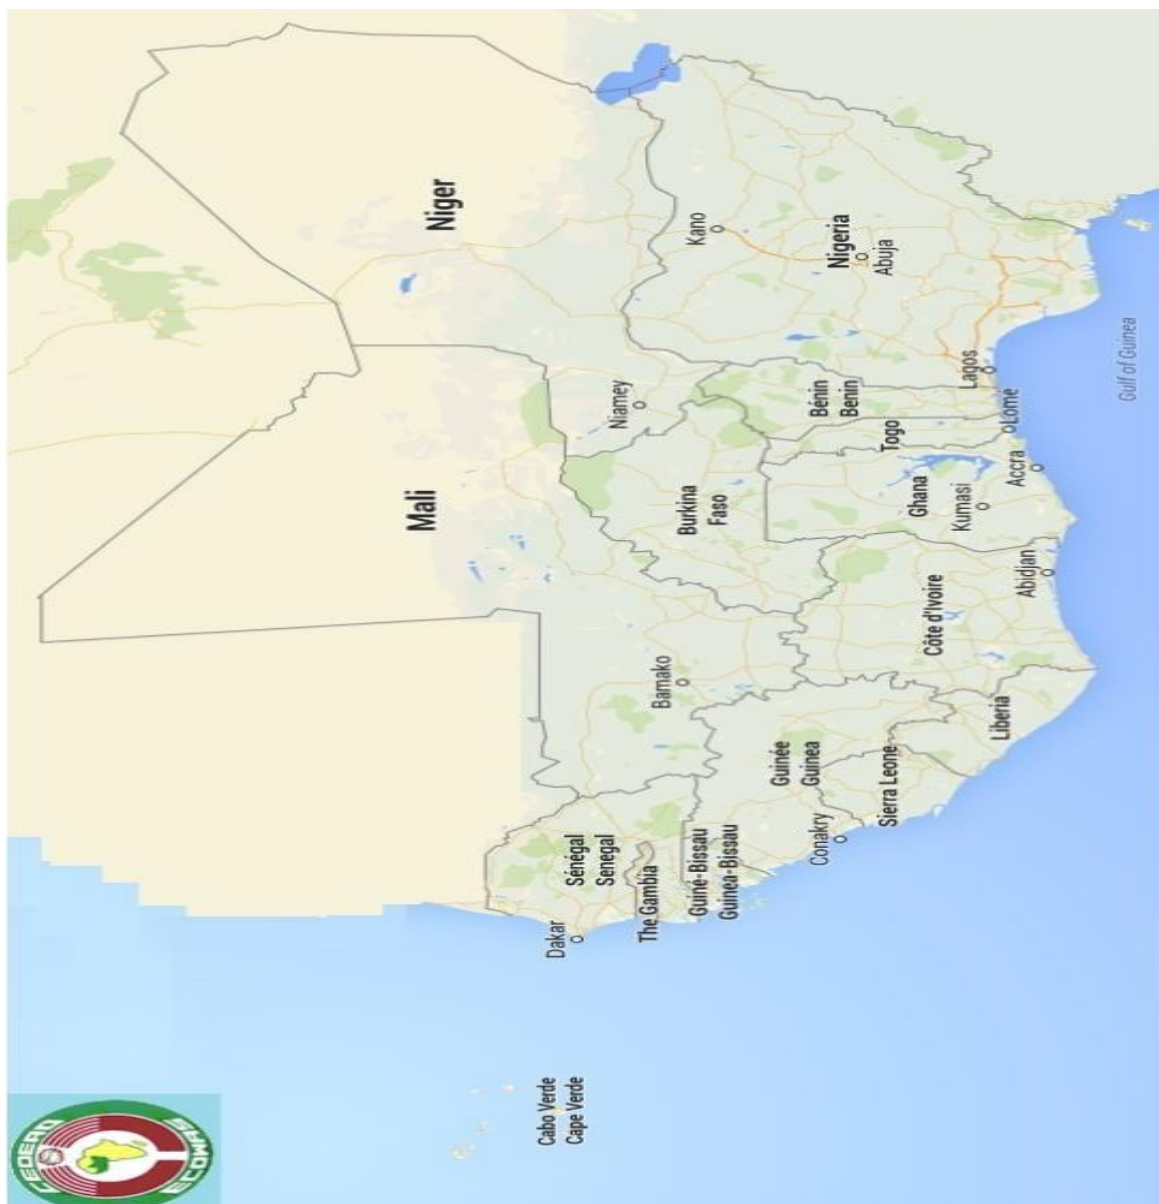 CEDEAO
ECOWAS
Cabo Verde
Cape Verde
Mali
Niger
Dakar
Sénégal
Senegal
The Gambia
Guiné-Bissau
Guinea-Bissau
Bamako
Burkina
Faso
Niamey
Kano
Conakry
Guinée
Guinea
Sierra Leone
Liberia
Côte d'Ivoire
Abidjan
Ghana
Kumasi
Accra
Togo
Lome
Bénin
Benin
Lagos
Nigeria
Abuja
Gulf of Guinea